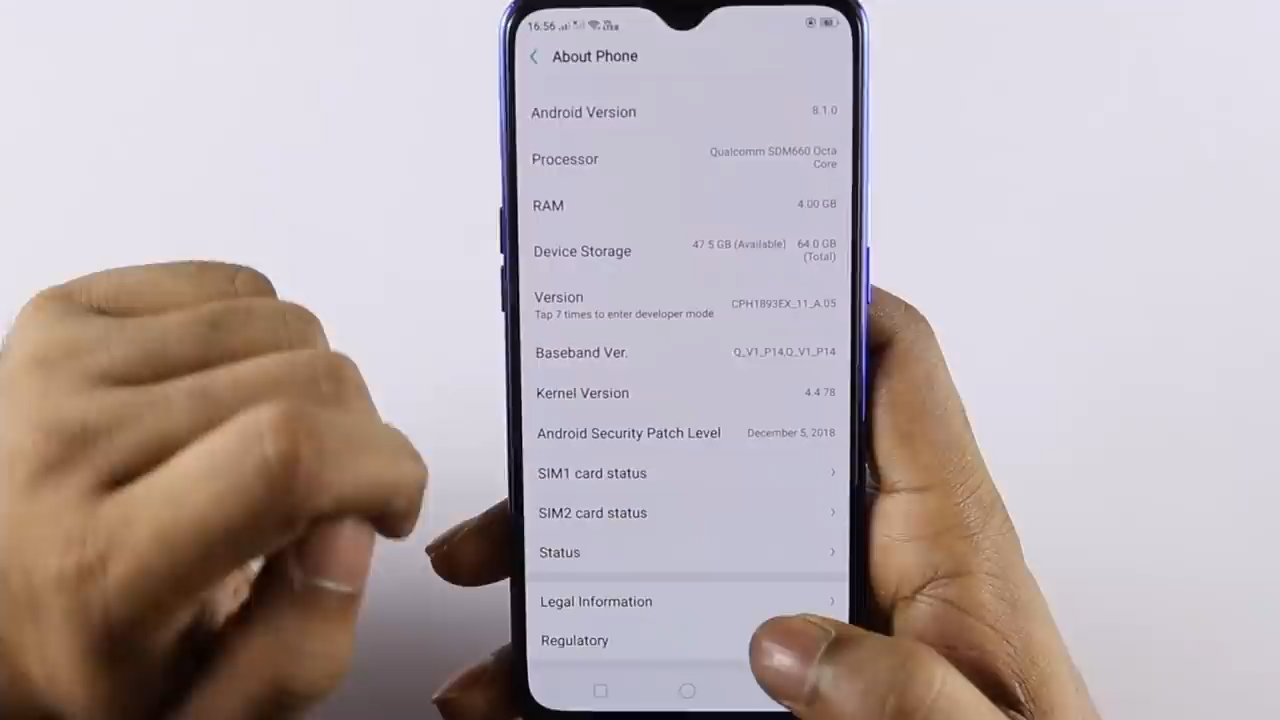 16:56
About Phone
Android Version 8.1.0
Processor Qualcomm SDM660 Octa
Core
RAM 4.00 GB
Device Storage 47.5 GB (Available) 64.0 GB
(Total)
Version CPH1893EX_11_A.05
Tap 7 times to enter developer mode
Baseband Ver. Q_V1_P14,Q_V1_P14
Kernel Version 4.4.78
Android Security Patch Level December 5, 2018
SIM1 card status
SIM2 card status
Status
Legal Information
Regulatory